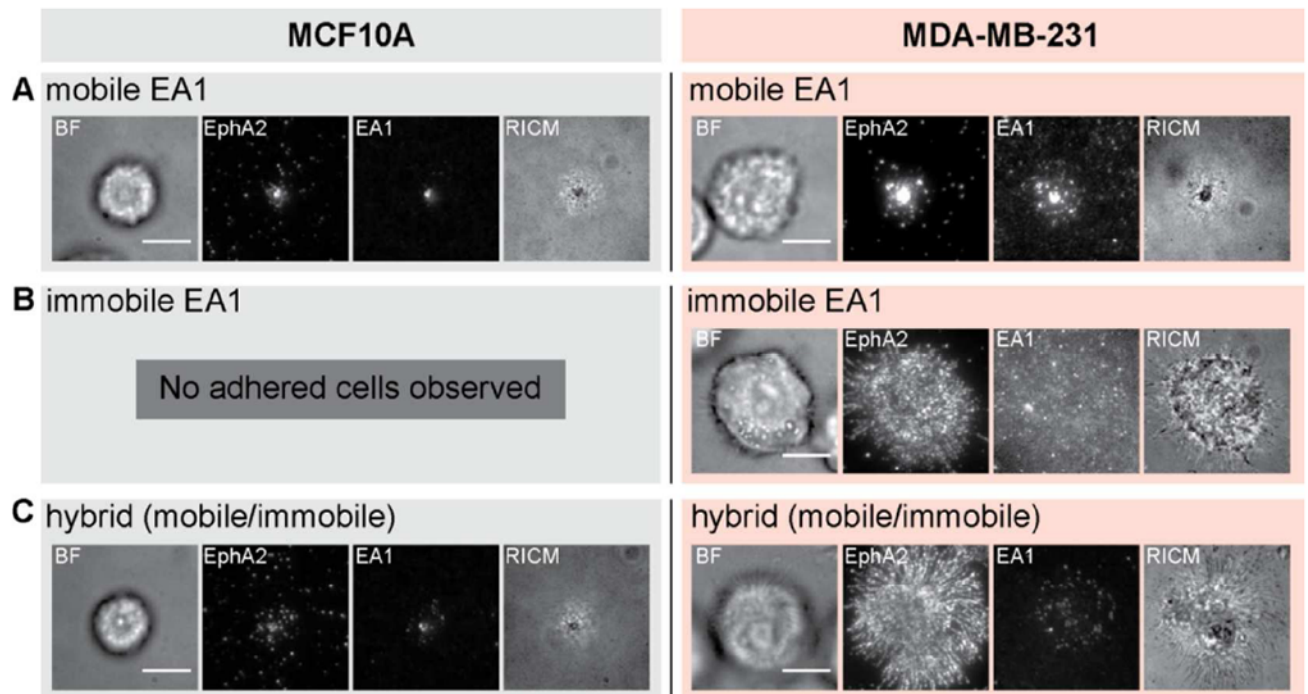 MCF10A
MDA-MB-231
A mobile EA1
BF EphA2 EA1 RICM
mobile EA1
BF EphA2 EA1 RICM
B immobile EA1
No adhered cells observed
immobile EA1
BF EphA2 EA1 RICM
C hybrid (mobile/immobile)
BF EphA2 EA1 RICM
hybrid (mobile/immobile)
BF EphA2 EA1 RICM